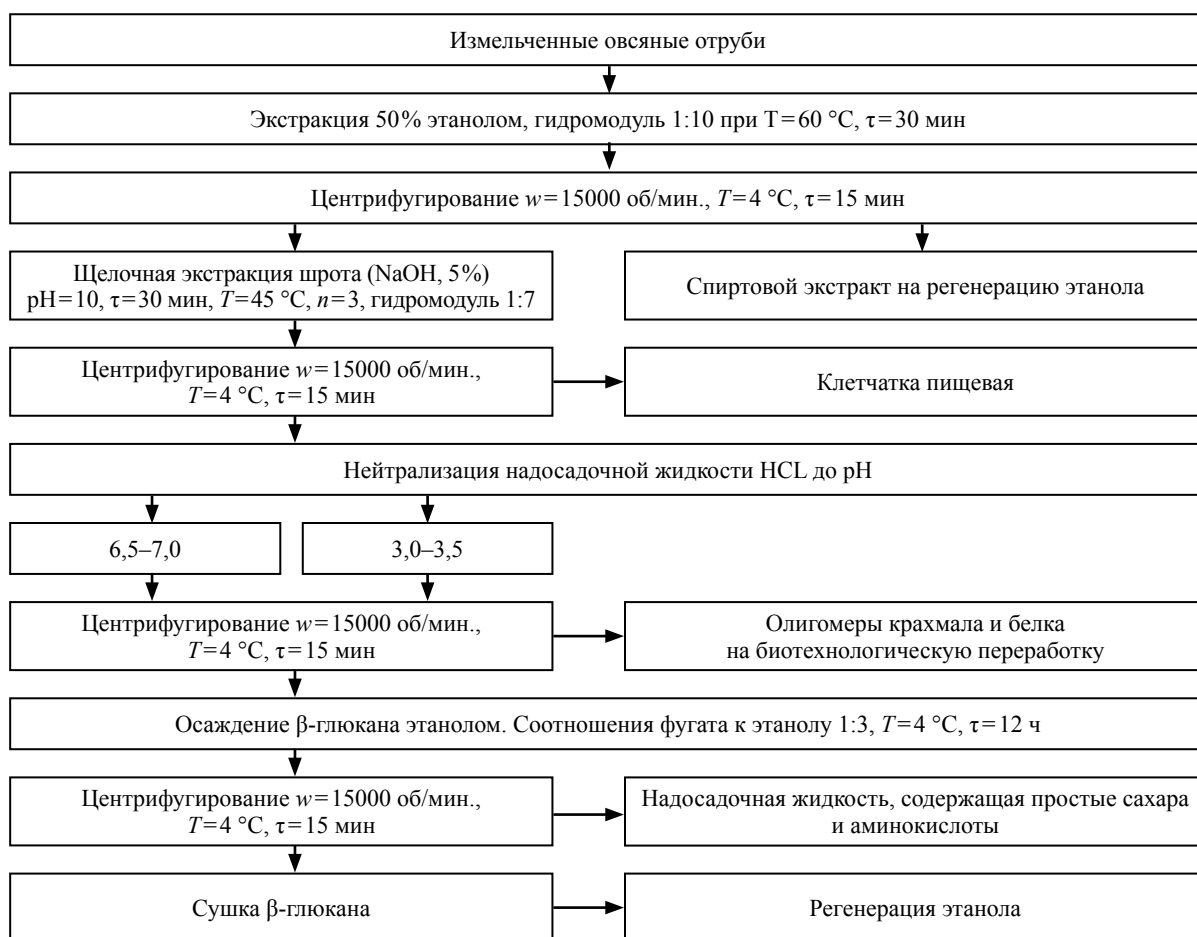 Измельченные овсяные отруби
Экстракция 50% этанолом, гидромодуль 1:10 при T=60 °C, τ=30 мин
Центрифугирование w=15000 об/мин., T=4 °C, τ=15 мин
Щелочная экстракция шрота (NaOH, 5%)
pH=10, τ=30 мин, T=45 °C, n=3, гидромодуль 1:7
Спиртовой экстракт на регенерацию этанола
Центрифугирование w=15000 об/мин.,
T=4 °C, τ=15 мин
Клетчатка пищевая
Нейтрализация надосадочной жидкости HCL до pH
6,5–7,0
3,0–3,5
Центрифугирование w=15000 об/мин.,
T=4 °C, τ=15 мин
Олигомеры крахмала и белка
на биотехнологическую переработку
Осаждение β-глюкана этанолом. Соотношения фугата к этанолу 1:3, T=4 °C, τ=12 ч
Центрифугирование w=15000 об/мин.,
T=4 °C, τ=15 мин
Надосадочная жидкость, содержащая простые сахара
и аминокислоты
Сушка β-глюкана
Регенерация этанола